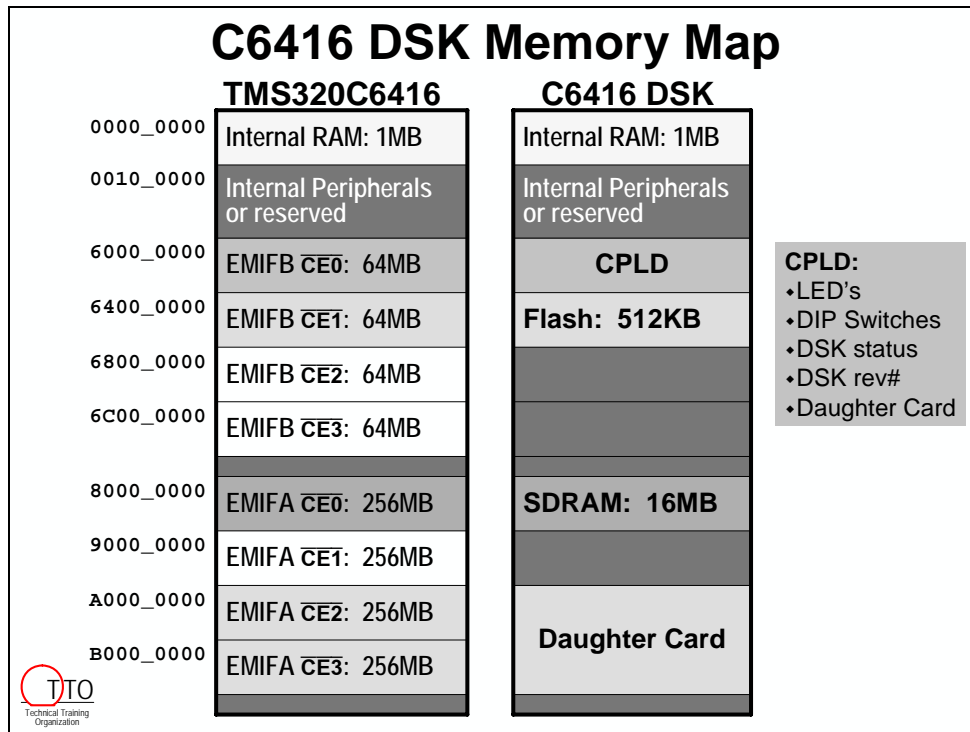 C6416 DSK Memory Map
TMS320C6416
C6416 DSK
0000_0000
Internal RAM: 1MB
Internal RAM: 1MB
0010_0000
Internal Peripherals
or reserved
Internal Peripherals
or reserved
6000_0000
EMIFB CE0: 64MB
CPLD
6400_0000
EMIFB CE1: 64MB
Flash: 512KB
6800_0000
EMIFB CE2: 64MB
6C00_0000
EMIFB CE3: 64MB
8000_0000
EMIFA CE0: 256MB
SDRAM: 16MB
9000_0000
EMIFA CE1: 256MB
A000_0000
EMIFA CE2: 256MB
B000_0000
EMIFA CE3: 256MB
Daughter Card
CPLD:
◆LED's
◆DIP Switches
◆DSK status
◆DSK rev#
◆Daughter Card
TTO
Technical Training
Organization